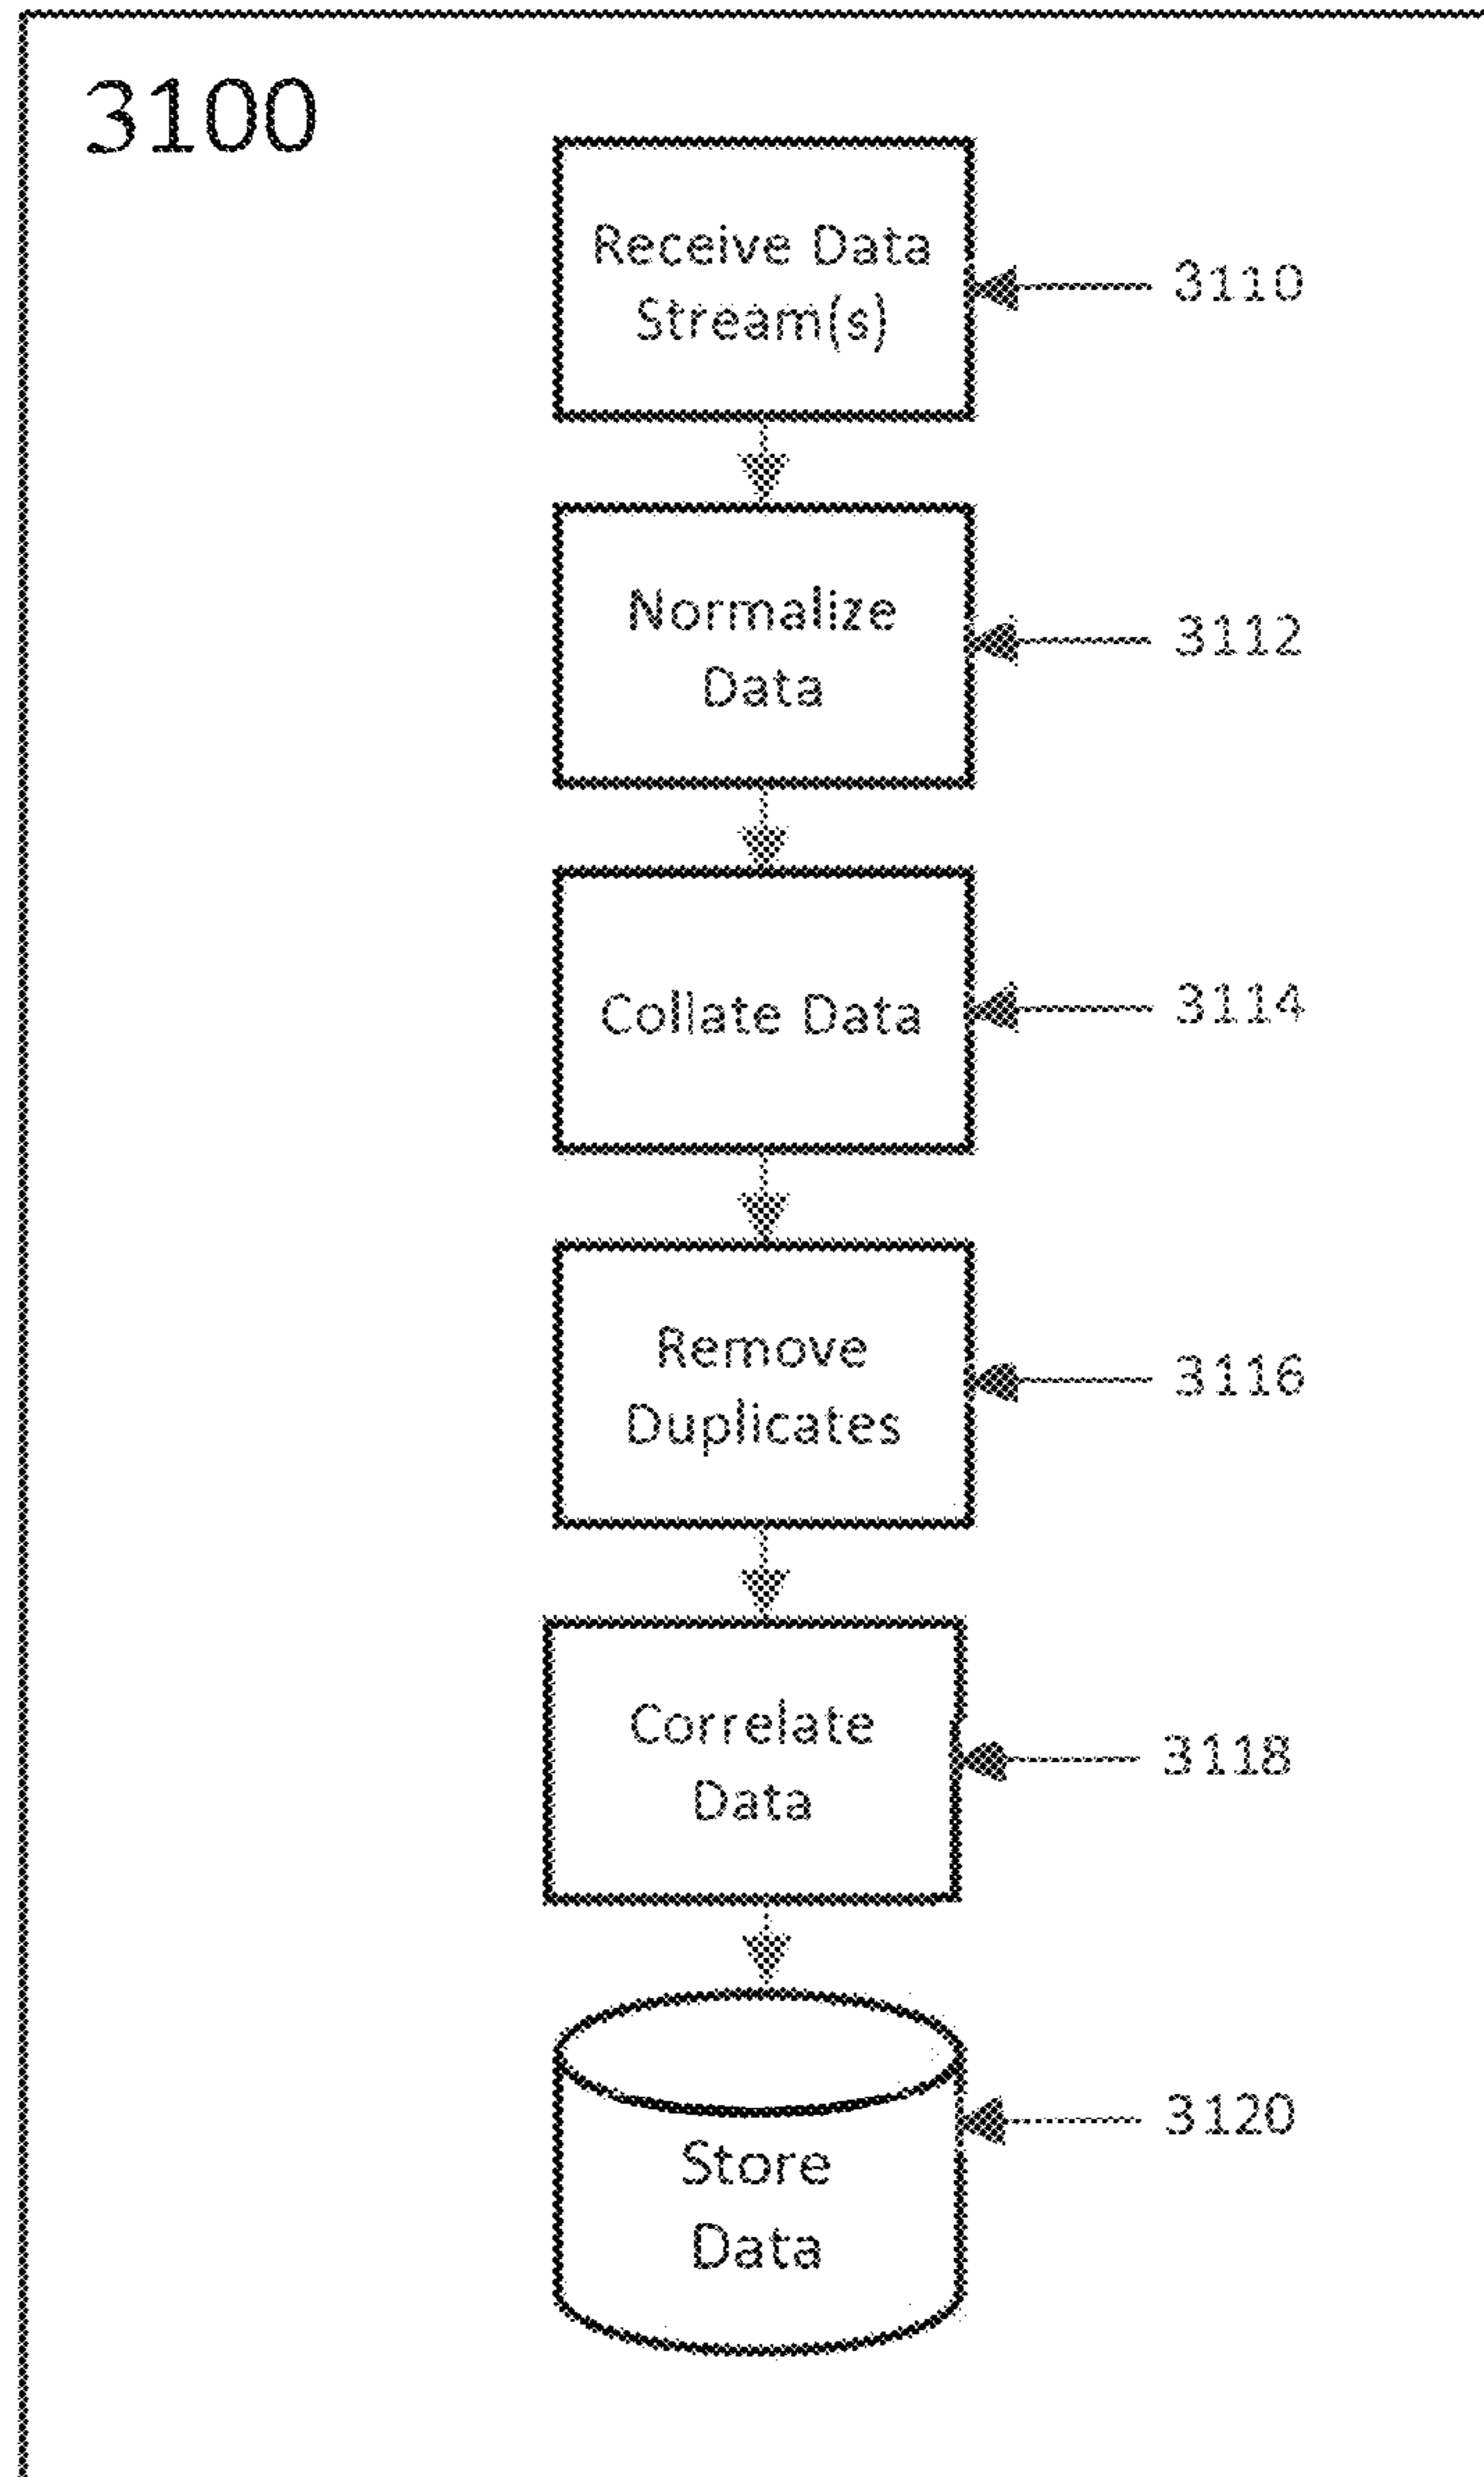 3100
Receive Data
Stream(s)
3110
Normalize
Data
3112
Collate Data
3114
Remove
Duplicates
3116
Correlate
Data
3118
Store
Data
3120